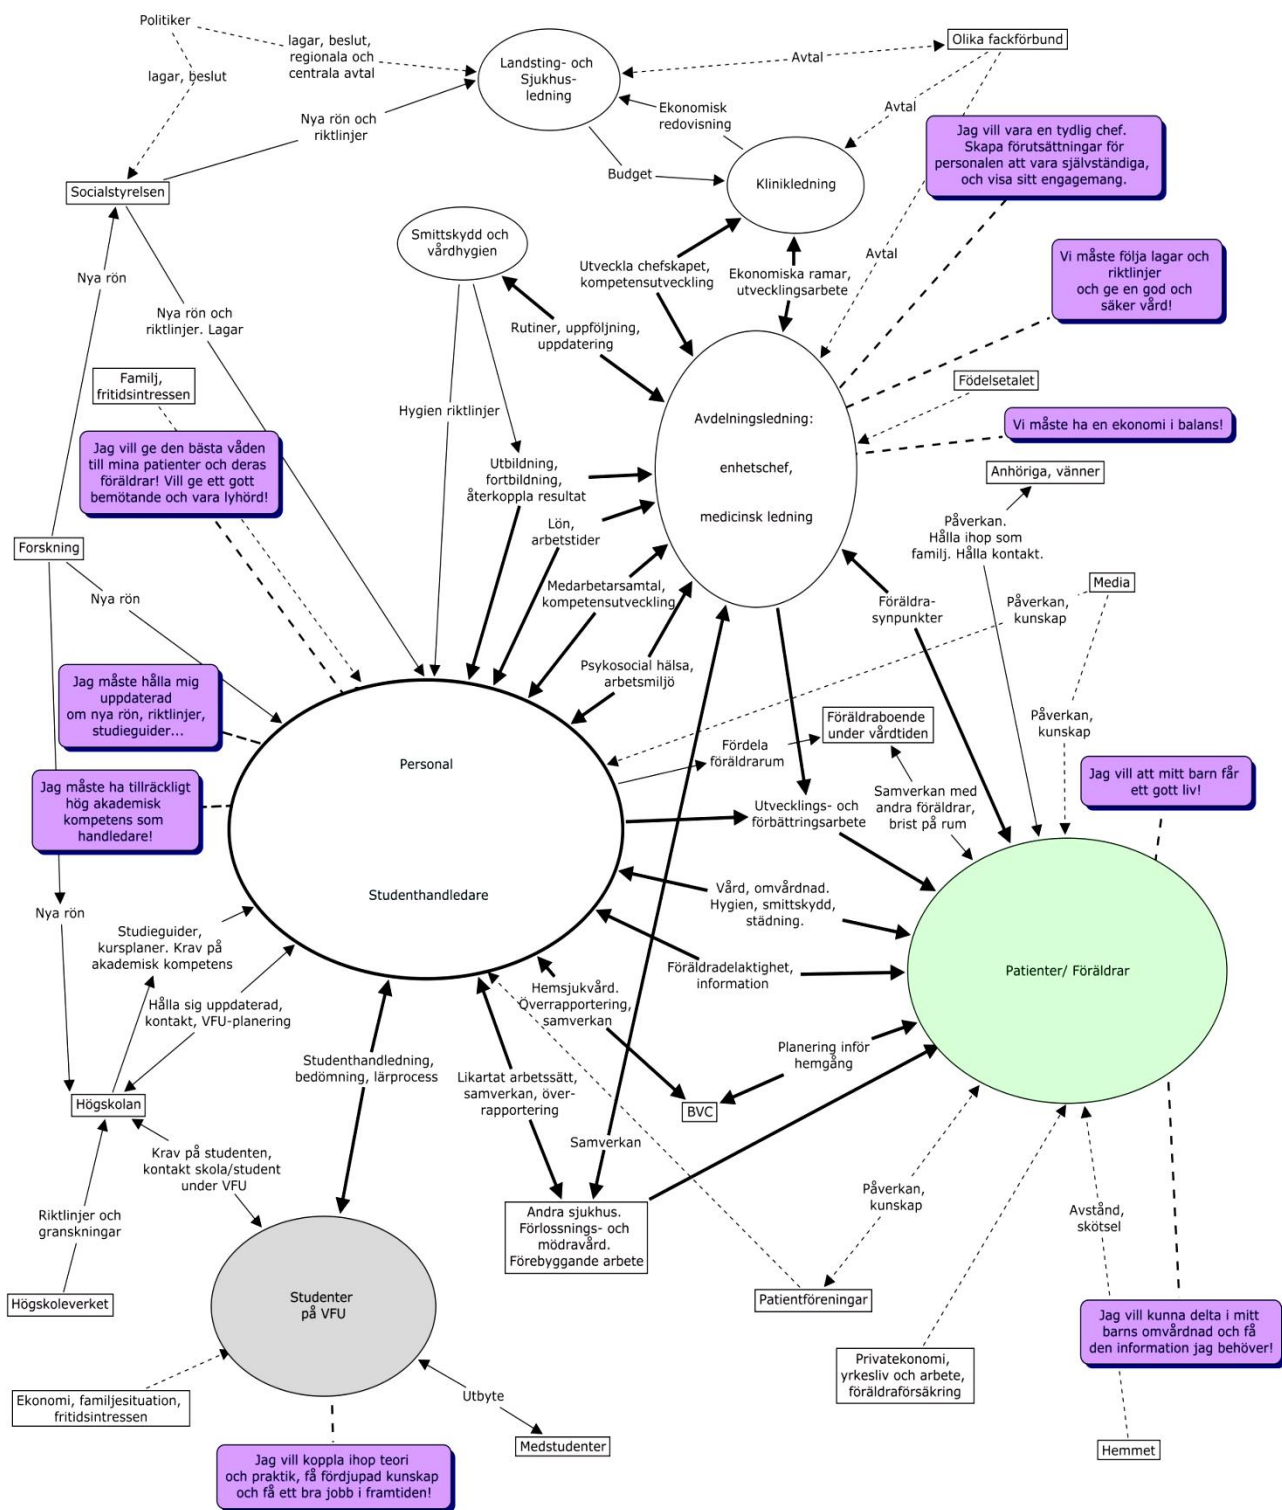 Politiker
lagar, beslut,
regionala och
centrala avtal
lagar, beslut
Landsting- och
Sjukhus-
ledning
Avtal
Olika fackförbund
Avtal
Nya rön och
riktlinjer
Ekonomisk
redovisning
Budget
Klinikledning
Jag vill vara en tydlig chef.
Skapa förutsättningar för
personalen att vara självständiga,
och visa sitt engagemang.
Socialstyrelsen
Smittskydd och
vårdhygien
Nya rön
Utveckla chefskapet,
kompetensutveckling
Ekonomiska ramar,
utvecklingsarbete
Avtal
Vi måste följa lagar och
riktlinjer
och ge en god och
säker vård!
Nya rön och
riktlinjer. Lagar
Rutiner, uppföljning,
uppdatering
Familj,
fritidsintressen
Hygien riktlinjer
Födelsetalet
Avdelningsledning:
enhetschef,
medicinsk ledning
Vi måste ha en ekonomi i balans!
Jag vill ge den bästa våden
till mina patienter och deras
föräldrar! Vill ge ett gott
bemötande och vara lyhörd!
Utbildning,
fortbildning,
återkoppla resultat
Anhöriga, vänner
Lön,
arbetstider
Påverkan.
Hålla ihop som
familj. Hålla kontakt.
Forskning
Nya rön
Medarbetarsamtal,
kompetensutveckling
Föräldra-
synpunkter
Påverkan,
kunskap
Media
Psykosocial hälsa,
arbetsmiljö
Jag måste hålla mig
uppdaterad
om nya rön, riktlinjer,
studieguider...
Föräldraboende
under vårdtiden
Påverkan,
kunskap
Personal
Fördela
föräldrarum
Jag måste ha tillräckligt
hög akademisk
kompetens som
handledare!
Utvecklings- och
förbättringsarbete
Samverkan med
andra föräldrar,
brist på rum
Jag vill att mitt barn får
ett gott liv!
Studenthandledare
Vård, omvårdnad.
Hygien, smittskydd,
städning.
Nya rön
Studieguider,
kursplaner. Krav på
akademisk kompetens
Föräldradelaktighet,
information
Patienter/ Föräldrar
Hålla sig uppdaterad,
kontakt, VFU-planering
Hemsjukvård.
Överrapportering,
samverkan
Studenthandledning,
bedömning, lärprocess
Likartat arbetssätt,
samverkan, över-
rapportering
Planering inför
hemgång
Högskolan
BVC
Samverkan
Krav på studenten,
kontakt skola/student
under VFU
Riktlinjer och
granskningar
Andra sjukhus.
Förlossnings- och
mödravård.
Förebyggande arbete
Påverkan,
kunskap
Avstånd,
skötsel
Högskoleverket
Studenter
på VFU
Patientföreningar
Jag vill kunna delta i mitt
barns omvårdnad och få
den information jag behöver!
Privatekonomi,
yrkesliv och arbete,
föräldraförsäkring
Ekonomi, familjesituation,
fritidsintressen
Utbyte
Medstudenter
Hemmet
Jag vill koppla ihop teori
och praktik, få fördjupad kunskap
och få ett bra jobb i framtiden!